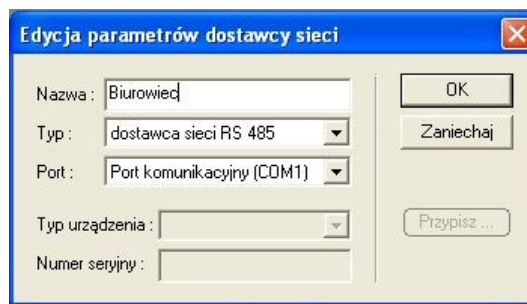 Edycja parametrów dostawcy sieci
Nazwa : Biurowiec
OK
Typ : dostawca sieci RS 485
Zaniechaj
Port : Port komunikacyjny (COM1)
Typ urządzenia :
Przypisz ...
Numer seryjny :